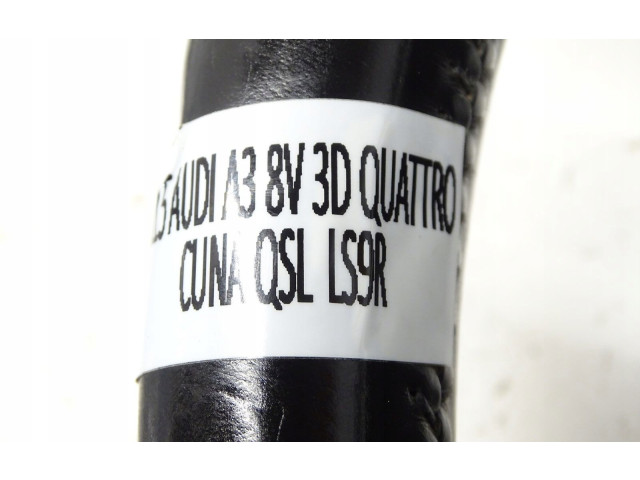 AUDI A3 8V 3D QUATTRO
CUNA QSL LS9R